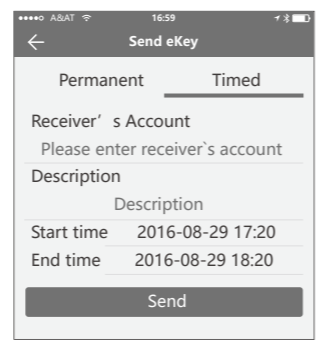 A&AT 16:59
Send eKey
Permanent Timed
Receiver' s Account
Please enter receiver`s account
Description
Description
Start time 2016-08-29 17:20
End time 2016-08-29 18:20
Send